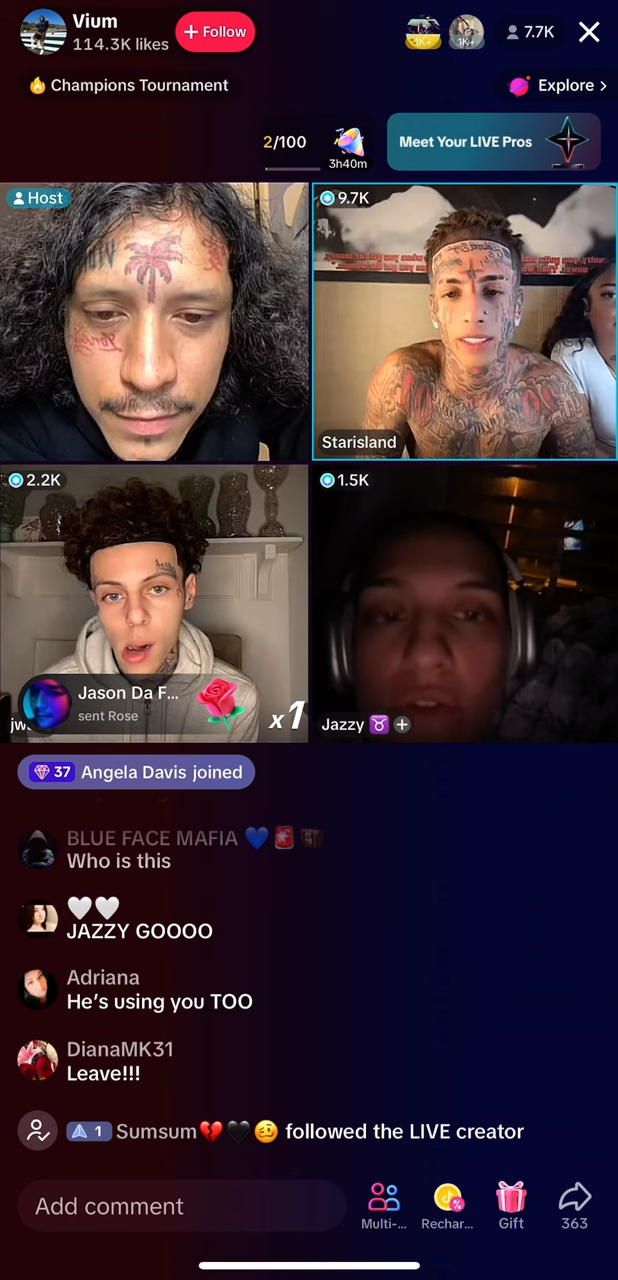 Vium
114.3K likes
+ Follow
1K+
1K+
7.7K
Champions Tournament
Explore >
2/100
3h40m
Meet Your LIVE Pros
Host
9.7K
Starisland
2.2K
1.5K
Jason Da F...
sent Rose
x1
Jazzy
37 Angela Davis joined
BLUE FACE MAFIA
Who is this
JAZZY GOOOO
Adriana
He's using you TOO
DianaMK31
Leave!!!
1 Sumsum followed the LIVE creator
Add comment
Multi-...
Rechar...
Gift
363